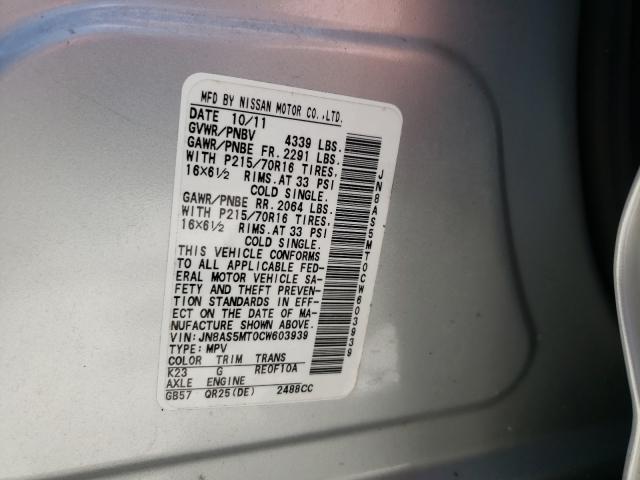 MFD BY NISSAN MOTOR CO.,LTD.
DATE 10/11
GVWR/PNBV 4339 LBS.
GAWR/PNBE FR. 2291 LBS.
WITH P215/70R16 TIRES.
16×6½ RIMS.AT 33 PSI
COLD SINGLE.
GAWR/PNBE RR. 2064 LBS.
WITH P215/70R16 TIRES.
16×6½ RIMS.AT 33 PSI
COLD SINGLE.
THIS VEHICLE CONFORMS
TO ALL APPLICABLE FED-
ERAL MOTOR VEHICLE SA-
FETY AND THEFT PREVEN-
TION STANDARDS IN EFF-
ECT ON THE DATE OF MA-
NUFACTURE SHOWN ABOVE.
VIN:JN8AS5MT0CW603939
TYPE:MPV
COLOR TRIM TRANS
K23 G RE0F10A
AXLE ENGINE
GB57 QR25(DE) 2488CC
JN8AS5MT0CW603939